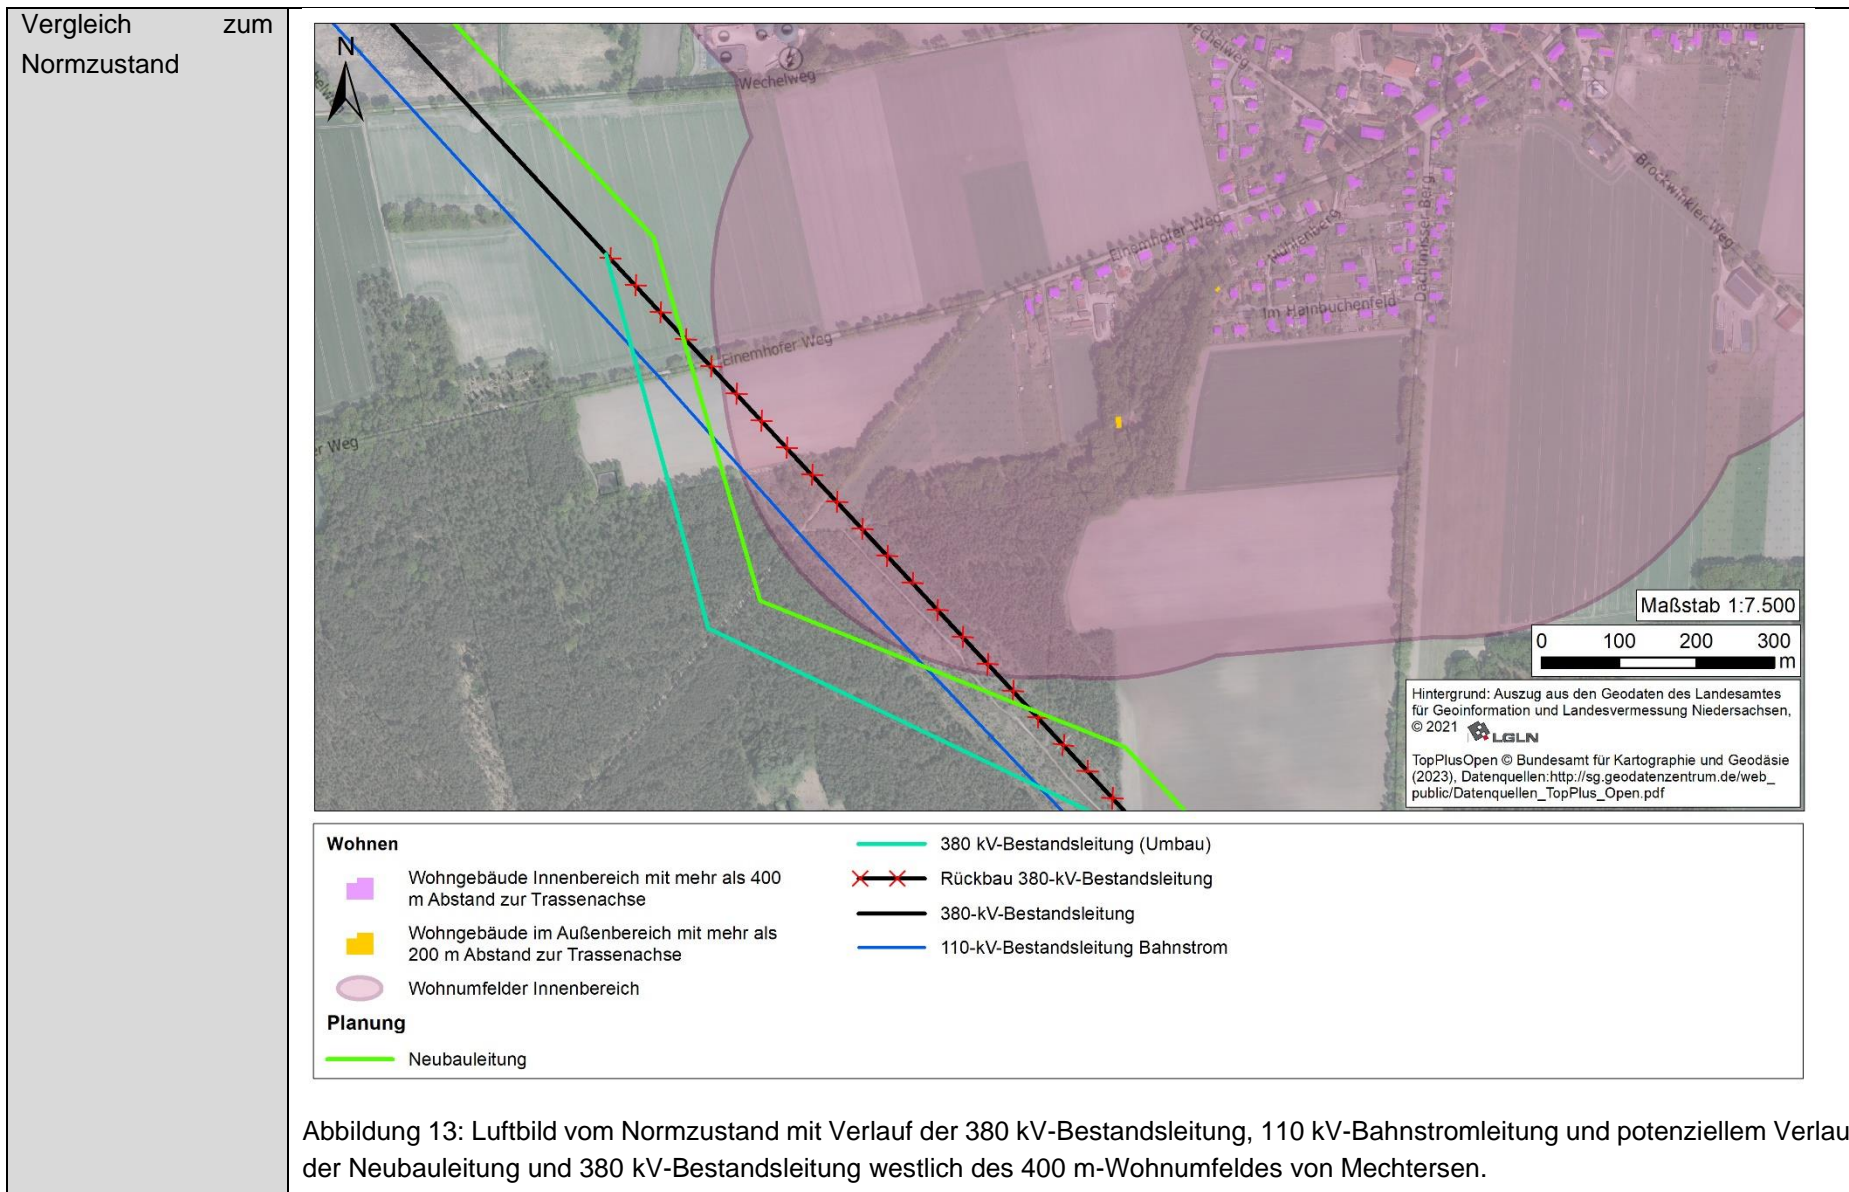 Vergleich zum
Normzustand
N
Wechelweg
Wechelweg
Brockwinkler Weg
Einemhofer Weg
Mühlenberg
Dachtmisser Berg
Im Hainbuchenfeld
Einemhofer Weg
er Weg
Maßstab 1:7.500
0 100 200 300
m
Hintergrund: Auszug aus den Geodaten des Landesamtes
für Geoinformation und Landesvermessung Niedersachsen,
© 2021 LGLN
TopPlusOpen © Bundesamt für Kartographie und Geodäsie
(2023), Datenquellen:http://sg.geodatenzentrum.de/web_
public/Datenquellen_TopPlus_Open.pdf
Wohnen
Wohngebäude Innenbereich mit mehr als 400
m Abstand zur Trassenachse
Wohngebäude im Außenbereich mit mehr als
200 m Abstand zur Trassenachse
Wohnumfelder Innenbereich
Planung
Neubauleitung
380 kV-Bestandsleitung (Umbau)
Rückbau 380-kV-Bestandsleitung
380-kV-Bestandsleitung
110-kV-Bestandsleitung Bahnstrom
Abbildung 13: Luftbild vom Normzustand mit Verlauf der 380 kV-Bestandsleitung, 110 kV-Bahnstromleitung und potenziellem Verlau
der Neubauleitung und 380 kV-Bestandsleitung westlich des 400 m-Wohnumfeldes von Mechtersen.